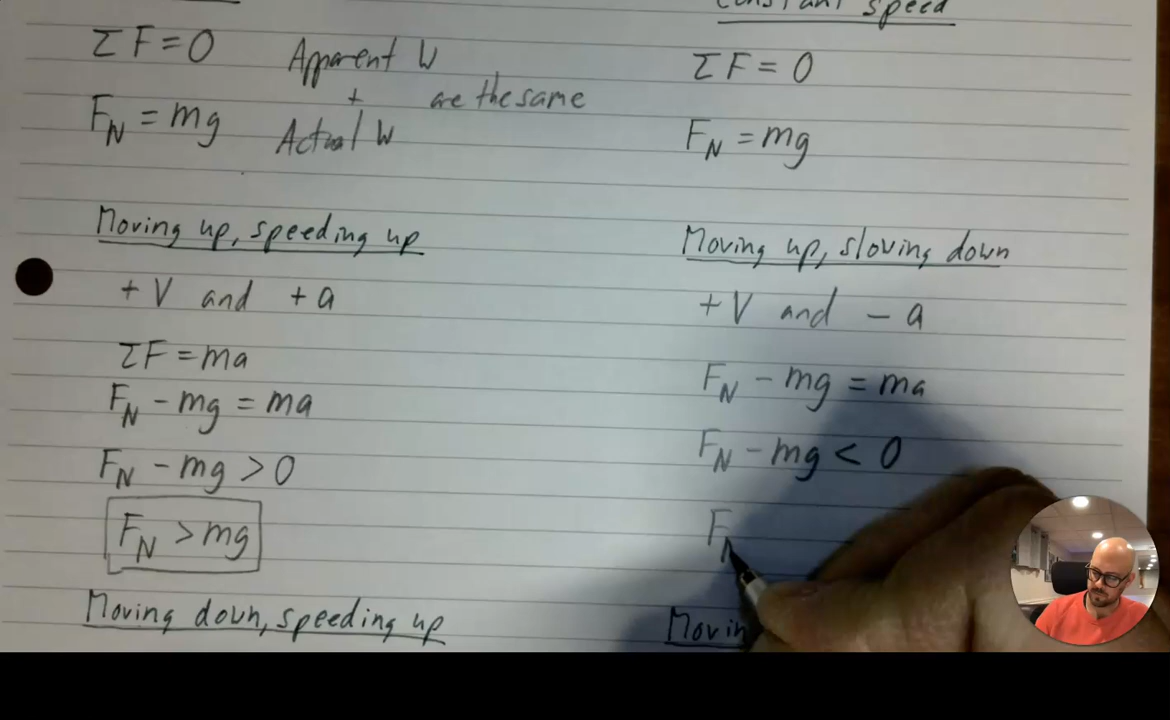 Constant speed
ΣF = 0
Apparent W
+
Actual W
are the same
F_N = mg
ΣF = 0
F_N = mg
Moving up, speeding up
+V and +a
ΣF = ma
F_N - mg = ma
F_N - mg > 0
F_N > mg
Moving up, sloving down
+V and - a
F_N - mg = ma
F_N - mg < 0
F_N
Moving down, speeding up
Movin